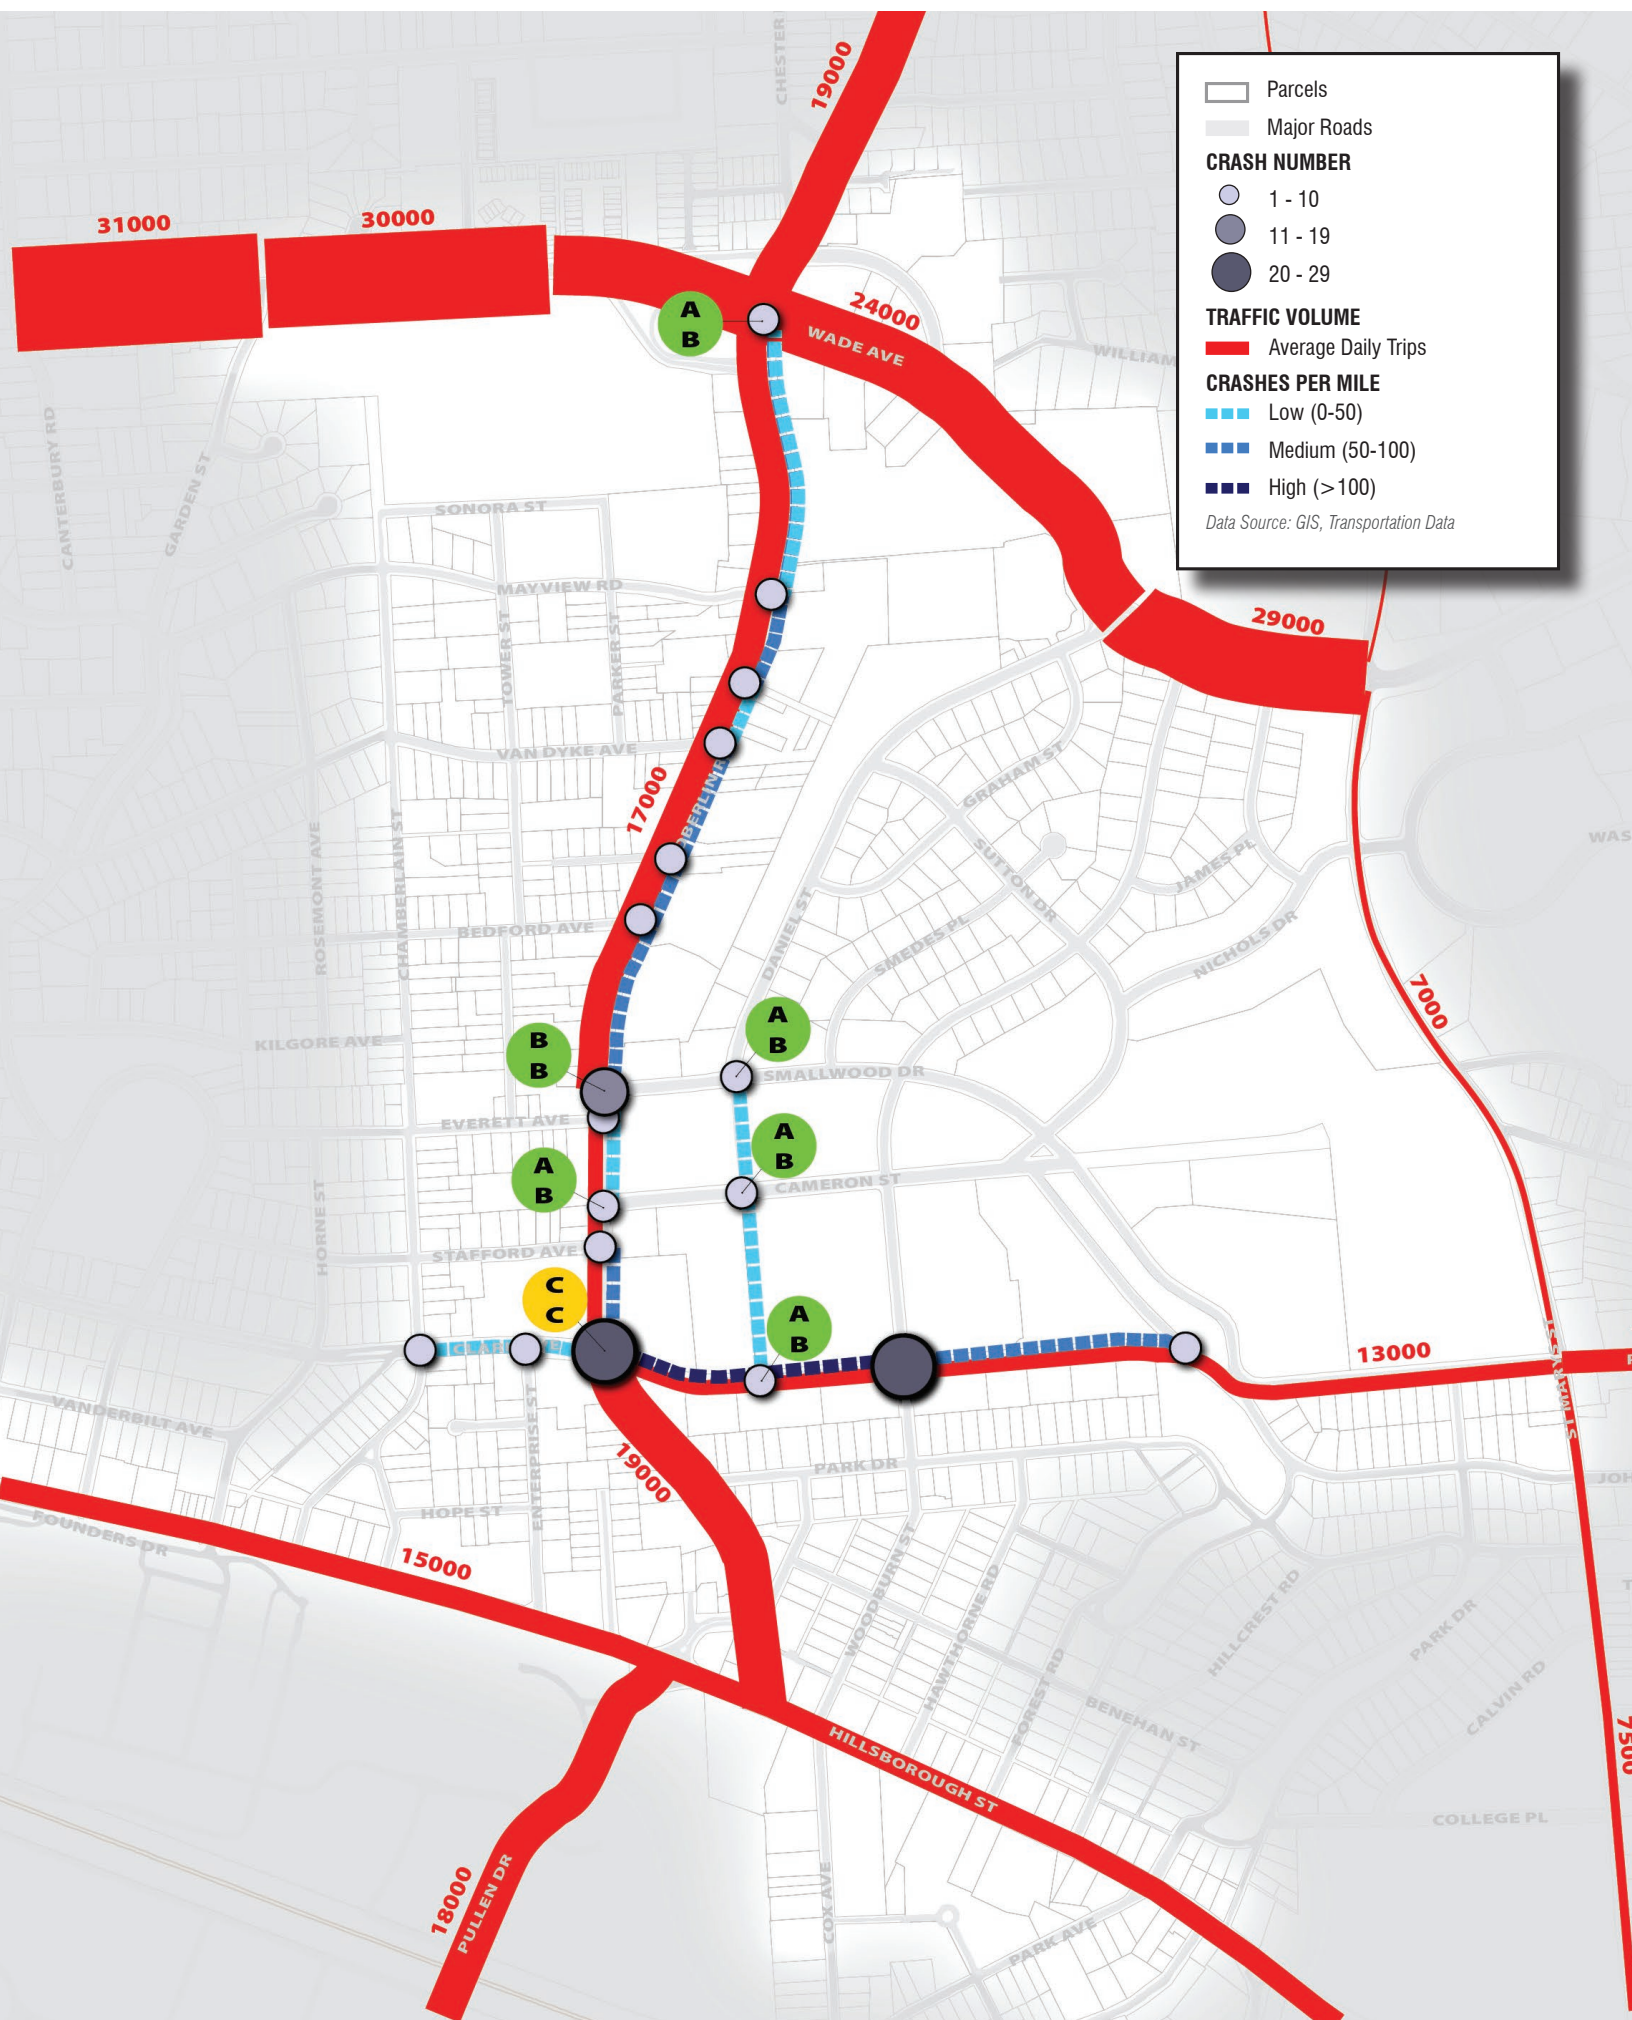 CHESTER
19000
Parcels
Major Roads
CRASH NUMBER
1 - 10
11 - 19
20 - 29
TRAFFIC VOLUME
Average Daily Trips
CRASHES PER MILE
Low (0-50)
Medium (50-100)
High (>100)
Data Source: GIS, Transportation Data
31000
30000
24000
WADE AVE
A
B
WILLIAM
CANTERBURY RD
GARDEN ST
SONORA ST
MAYVIEW RD
TOWER ST
PARKER ST
29000
VAN DYKE AVE
17000
GRAHAM ST
ROSEMONT AVE
CHAMBERLAIN ST
SUTTON DR
JAMES PL
WAS
BEDFORD AVE
DANIEL ST
SMEDES PL
NICHOLS DR
7000
KILGORE AVE
B
B
A
B
SMALLWOOD DR
EVERETT AVE
A
B
A
B
CAMERON ST
HORNE ST
STAFFORD AVE
C
C
A
B
13000
ST MARYS ST
VANDERBILT AVE
ENTERPRISE ST
19000
PARK DR
JOH
HOPE ST
FOUNDERS DR
15000
WOODBURN ST
HAWTHORNE RD
FOREST RD
HILLCREST RD
PARK DR
CALVIN RD
BENEHAN ST
7500
HILLSBOROUGH ST
COLLEGE PL
18000
PULLEN DR
COX AVE
PARK AVE